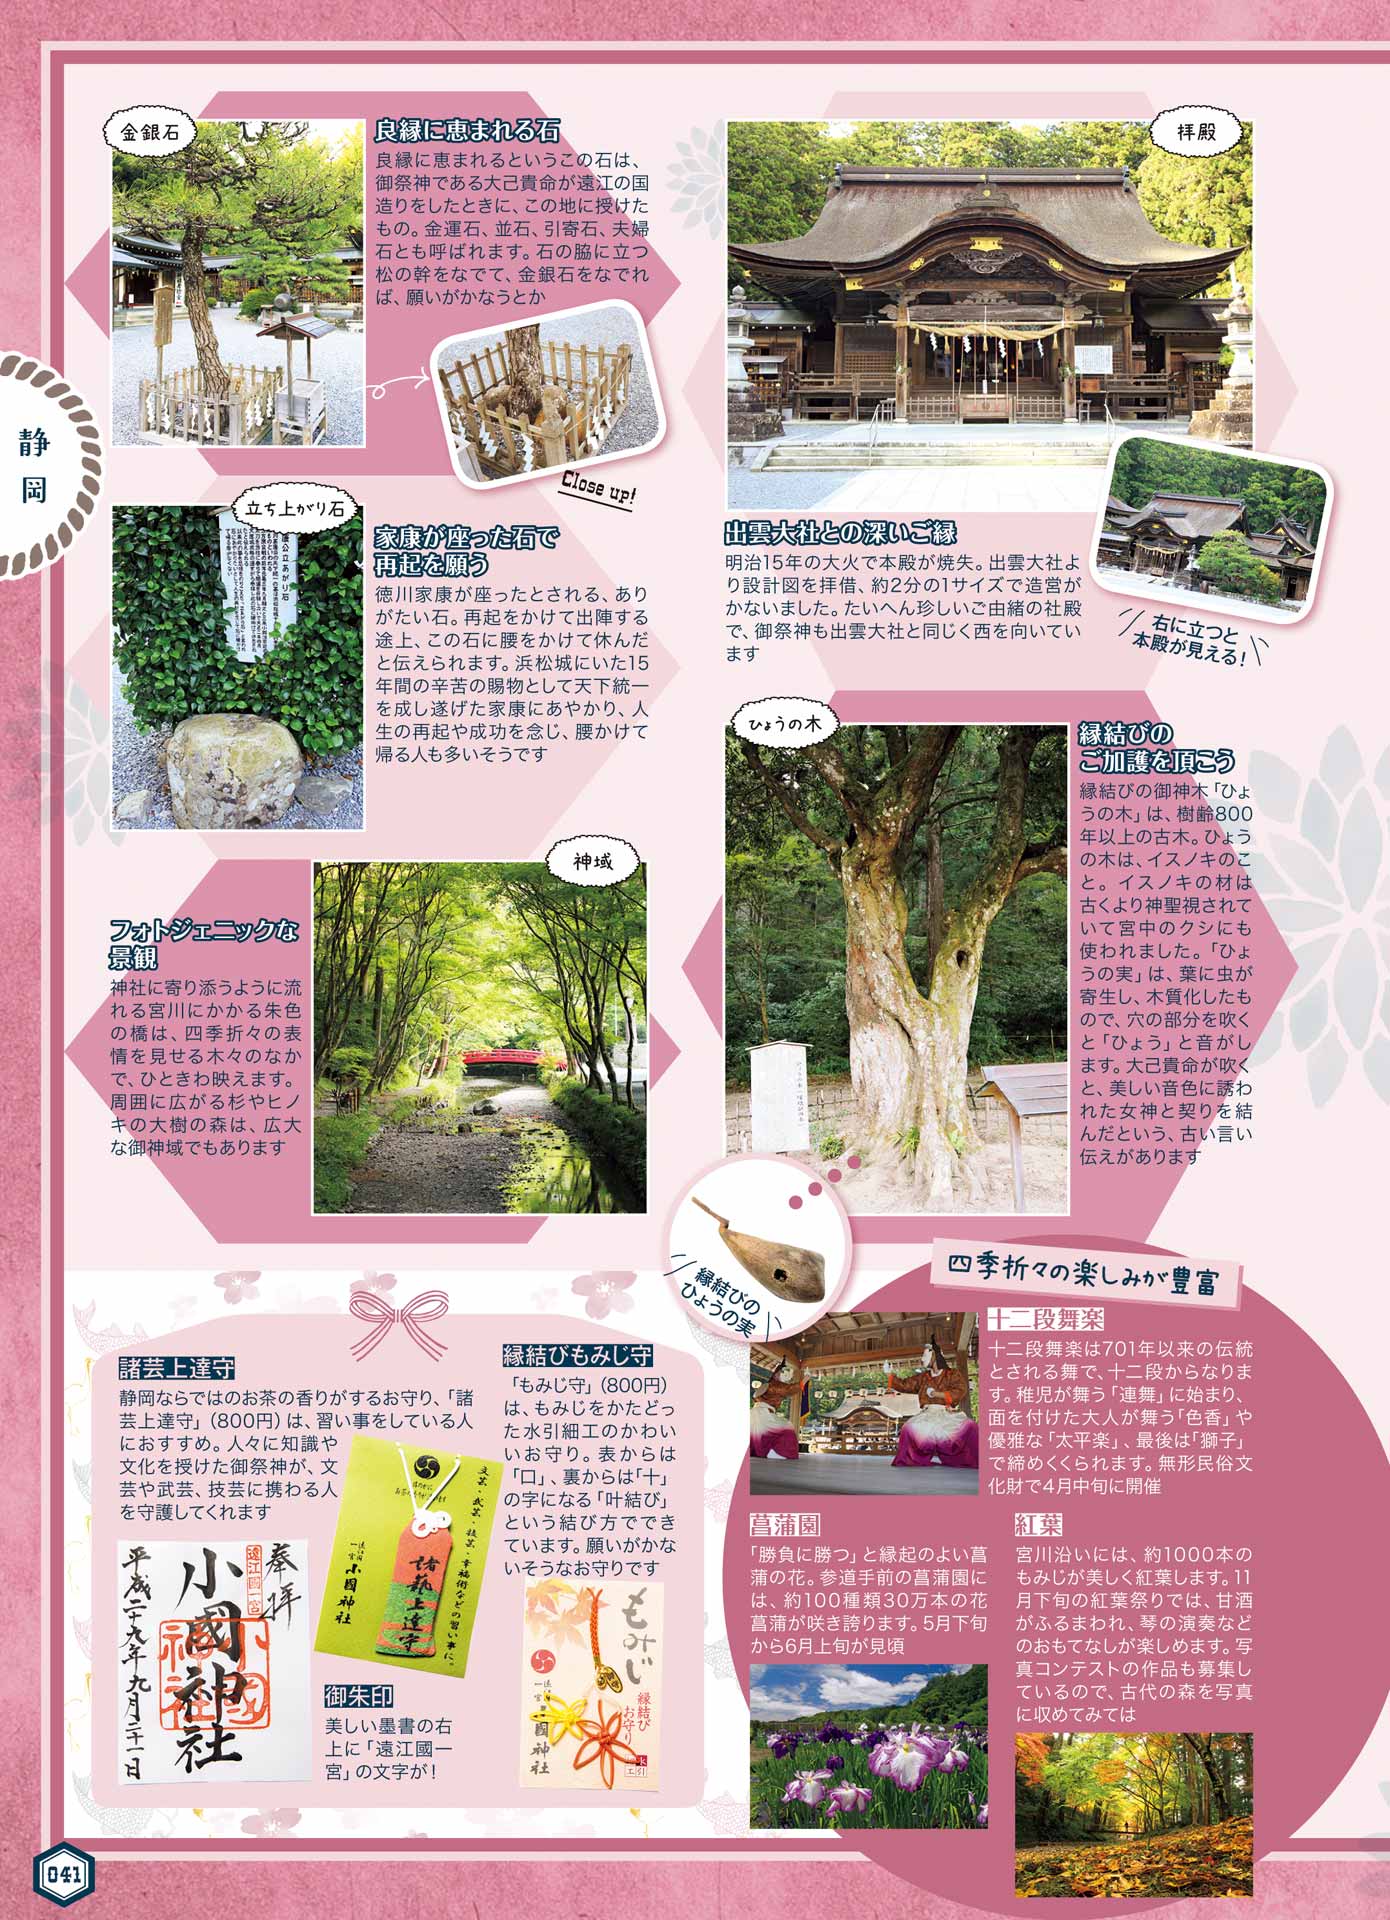 静岡
金銀石
良縁に恵まれる石
良縁に恵まれるというこの石は、
御祭神である大己貴命が遠江の国
造りをしたときに、この地に授けた
もの。金運石、並石、引寄石、夫婦
石とも呼ばれます。石の脇に立つ
松の幹をなでて、金銀石をなでれ
ば、願いがかなうとか
Close up!
立ち上がり石
家康が座った石で
再起を願う
徳川家康が座ったとされる、あり
がたい石。再起をかけて出陣する
途上、この石に腰をかけて休んだ
と伝えられます。浜松城にいた15
年間の辛苦の賜物として天下統一
を成し遂げた家康にあやかり、人
生の再起や成功を念じ、腰かけて
帰る人も多いそうです
神域
フォトジェニックな
景観
神社に寄り添うように流
れる宮川にかかる朱色
の橋は、四季折々の表
情を見せる木々のなか
で、ひときわ映えます。
周囲に広がる杉やヒノ
キの大樹の森は、広大
な御神域でもあります
拝殿
出雲大社との深いご縁
明治15年の大火で本殿が焼失。出雲大社よ
り設計図を拝借、約2分の1サイズで造営が
かないました。たいへん珍しいご由緒の社殿
で、御祭神も出雲大社と同じく西を向いてい
ます
右に立つと
本殿が見える!
ひょうの木
縁結びの
ご加護を頂こう
縁結びの御神木「ひょ
うの木」は、樹齢800
年以上の古木。ひょう
の木は、イスノキのこ
と。イスノキの材は
古くより神聖視されて
いて宮中のクシにも
使われました。「ひょ
うの実」は、葉に虫が
寄生し、木質化したも
ので、穴の部分を吹く
と「ひょう」と音がし
ます。大己貴命が吹く
と、美しい音色に誘わ
れた女神と契りを結
んだという、古い言い
伝えがあります
縁結びの
ひょうの実
諸芸上達守
静岡ならではのお茶の香りがするお守り、「諸
芸上達守」（800円）は、習い事をしている人
におすすめ。人々に知識や
文化を授けた御祭神が、文
芸や武芸、技芸に携わる人
を守護してくれます
文芸・武芸・技芸・幸福術などの習い事に。
諸藝上達守
遠江国
一宮
小國神社
奉拝
遠江國一宮
小國神社
平成二十九年九月二十一日
御朱印
美しい墨書の右
上に「遠江國一
宮」の文字が!
縁結びもみじ守
「もみじ守」（800円）
は、もみじをかたどっ
た水引細工のかわい
いお守り。表からは
「口」、裏からは「十」
の字になる「叶結び」
という結び方ででき
ています。願いがかな
いそうなお守りです
もみじ
縁結び
お守り
水引
四季折々の楽しみが豊富
十二段舞楽
十二段舞楽は701年以来の伝統
とされる舞で、十二段からなりま
す。稚児が舞う「連舞」に始まり、
面を付けた大人が舞う「色香」や
優雅な「太平楽」、最後は「獅子」
で締めくくられます。無形民俗文
化財で4月中旬に開催
菖蒲園
「勝負に勝つ」と縁起のよい菖
蒲の花。参道手前の菖蒲園に
は、約100種類30万本の花
菖蒲が咲き誇ります。5月下旬
から6月上旬が見頃
紅葉
宮川沿いには、約1000本の
もみじが美しく紅葉します。11
月下旬の紅葉祭りでは、甘酒
がふるまわれ、琴の演奏など
のおもてなしが楽しめます。写
真コンテストの作品も募集し
ているので、古代の森を写真
に収めてみては
041